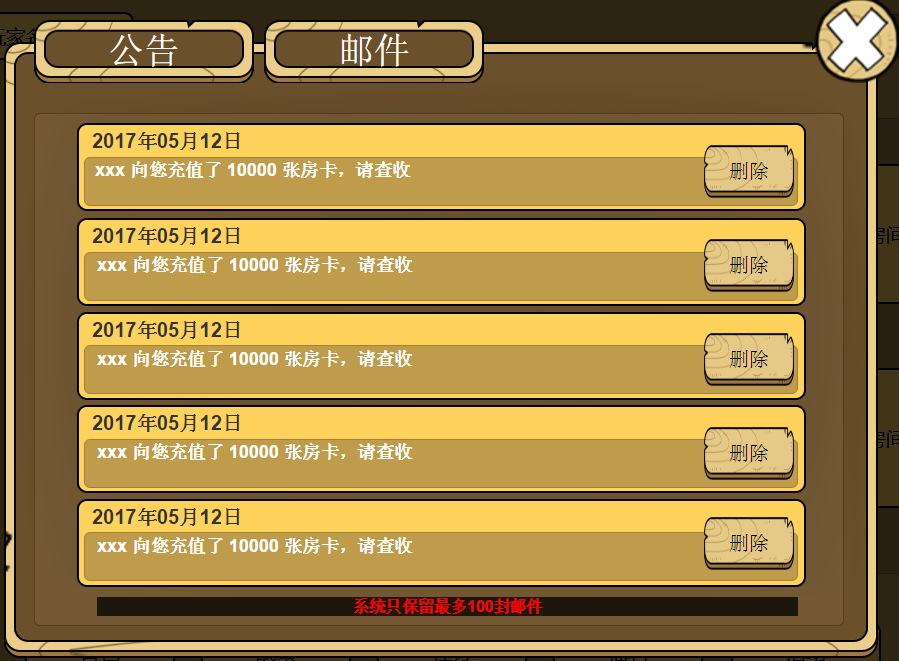 公告
邮件
2017年05月12日
xxx 向您充值了 10000 张房卡，请查收
删除
2017年05月12日
xxx 向您充值了 10000 张房卡，请查收
删除
2017年05月12日
xxx 向您充值了 10000 张房卡，请查收
删除
2017年05月12日
xxx 向您充值了 10000 张房卡，请查收
删除
2017年05月12日
xxx 向您充值了 10000 张房卡，请查收
删除
系统只保留最多100封邮件